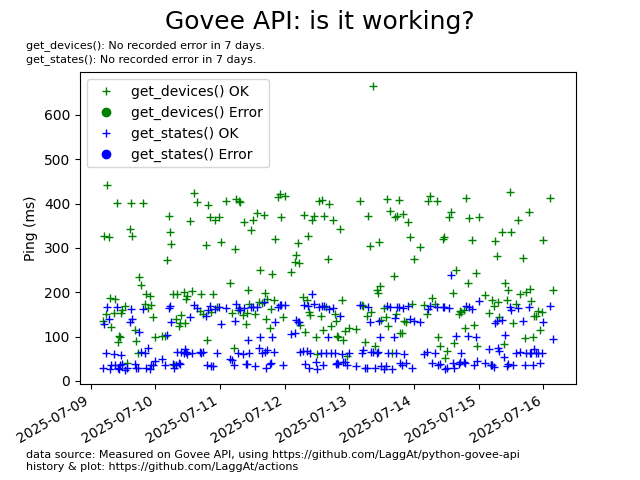 Govee API: is it working?
get_devices(): No recorded error in 7 days.
get_states(): No recorded error in 7 days.
get_devices() OK
get_devices() Error
get_states() OK
get_states() Error
Ping (ms)
600
500
400
300
200
100
0
2025-07-09
2025-07-10
2025-07-11
2025-07-12
2025-07-13
2025-07-14
2025-07-15
2025-07-16
data source: Measured on Govee API, using https://github.com/LaggAt/python-govee-api
history & plot: https://github.com/LaggAt/actions